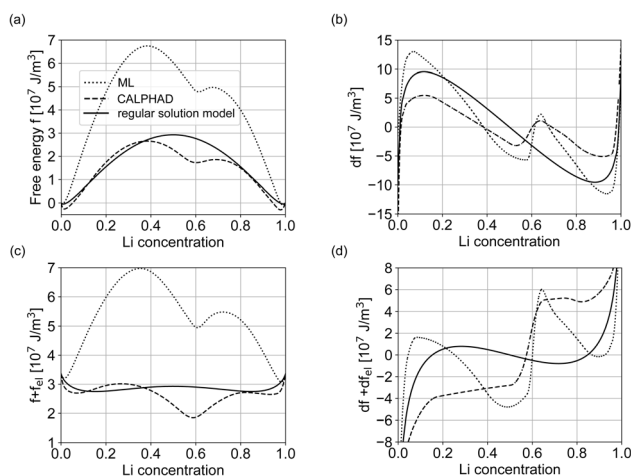 (a)
Free energy f [10⁷ J/m³]
7
6
5
4
3
2
1
0
-1
0.0 0.2 0.4 0.6 0.8 1.0
Li concentration
ML
CALPHAD
regular solution model
(b)
df [10⁷ J/m³]
15
10
5
0
−5
−10
−15
0.0 0.2 0.4 0.6 0.8 1.0
Li concentration
(c)
f+f_el [10⁷ J/m³]
7
6
5
4
3
2
1
0.0 0.2 0.4 0.6 0.8 1.0
Li concentration
(d)
df +df_el [10⁷ J/m³]
8
6
4
2
0
−2
−4
−6
−8
0.0 0.2 0.4 0.6 0.8 1.0
Li concentration